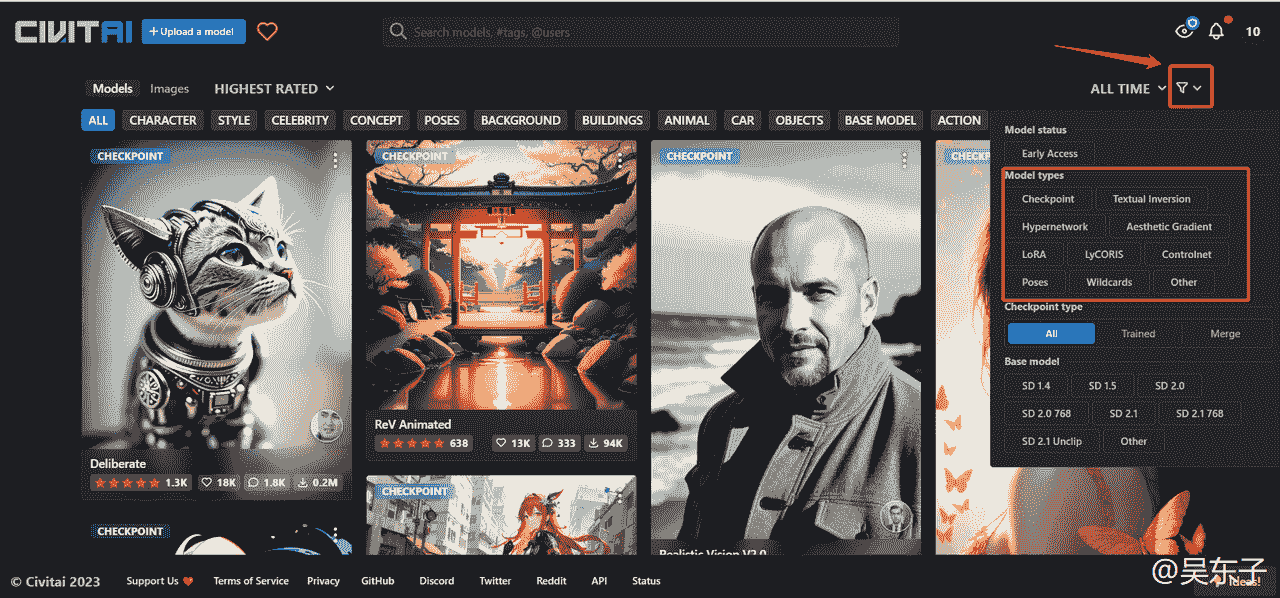 CIVITAI + Upload a model Search models, #tags, @users 10
Models Images HIGHEST RATED ALL TIME
ALL CHARACTER STYLE CELEBRITY CONCEPT POSES BACKGROUND BUILDINGS ANIMAL CAR OBJECTS BASE MODEL ACTION
Model status
Early Access
Model types
Checkpoint Textual Inversion
Hypernetwork Aesthetic Gradient
LoRA LyCORIS Controlnet
Poses Wildcards Other
Checkpoint type
All Trained Merge
Base model
SD 1.4 SD 1.5 SD 2.0
SD 2.0 768 SD 2.1 SD 2.1 768
SD 2.1 Unclip Other
CHECKPOINT
Deliberate
1.3K 18K 1.8K 0.2M
CHECKPOINT
CHECKPOINT
ReV Animated
638 13K 333 94K
CHECKPOINT
CHECKPOINT
Realistic Vision V2.0
© Civitai 2023 Support Us Terms of Service Privacy GitHub Discord Twitter Reddit API Status
@吴东子
Ideas!